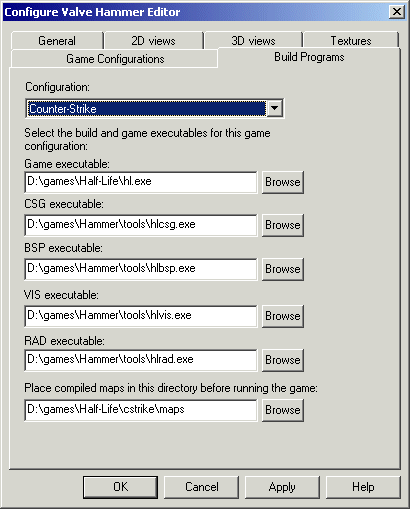 Configure Valve Hammer Editor
General 2D views 3D views Textures
Game Configurations Build Programs
Configuration:
Counter-Strike
Select the build and game executables for this game
configuration:
Game executable:
D:\games\Half-Life\hl.exe Browse
CSG executable:
D:\games\Hammer\tools\hlcsg.exe Browse
BSP executable:
D:\games\Hammer\tools\hlbsp.exe Browse
VIS executable:
D:\games\Hammer\tools\hlvis.exe Browse
RAD executable:
D:\games\Hammer\tools\hlrad.exe Browse
Place compiled maps in this directory before running the game:
D:\games\Half-Life\cstrike\maps Browse
OK Cancel Apply Help